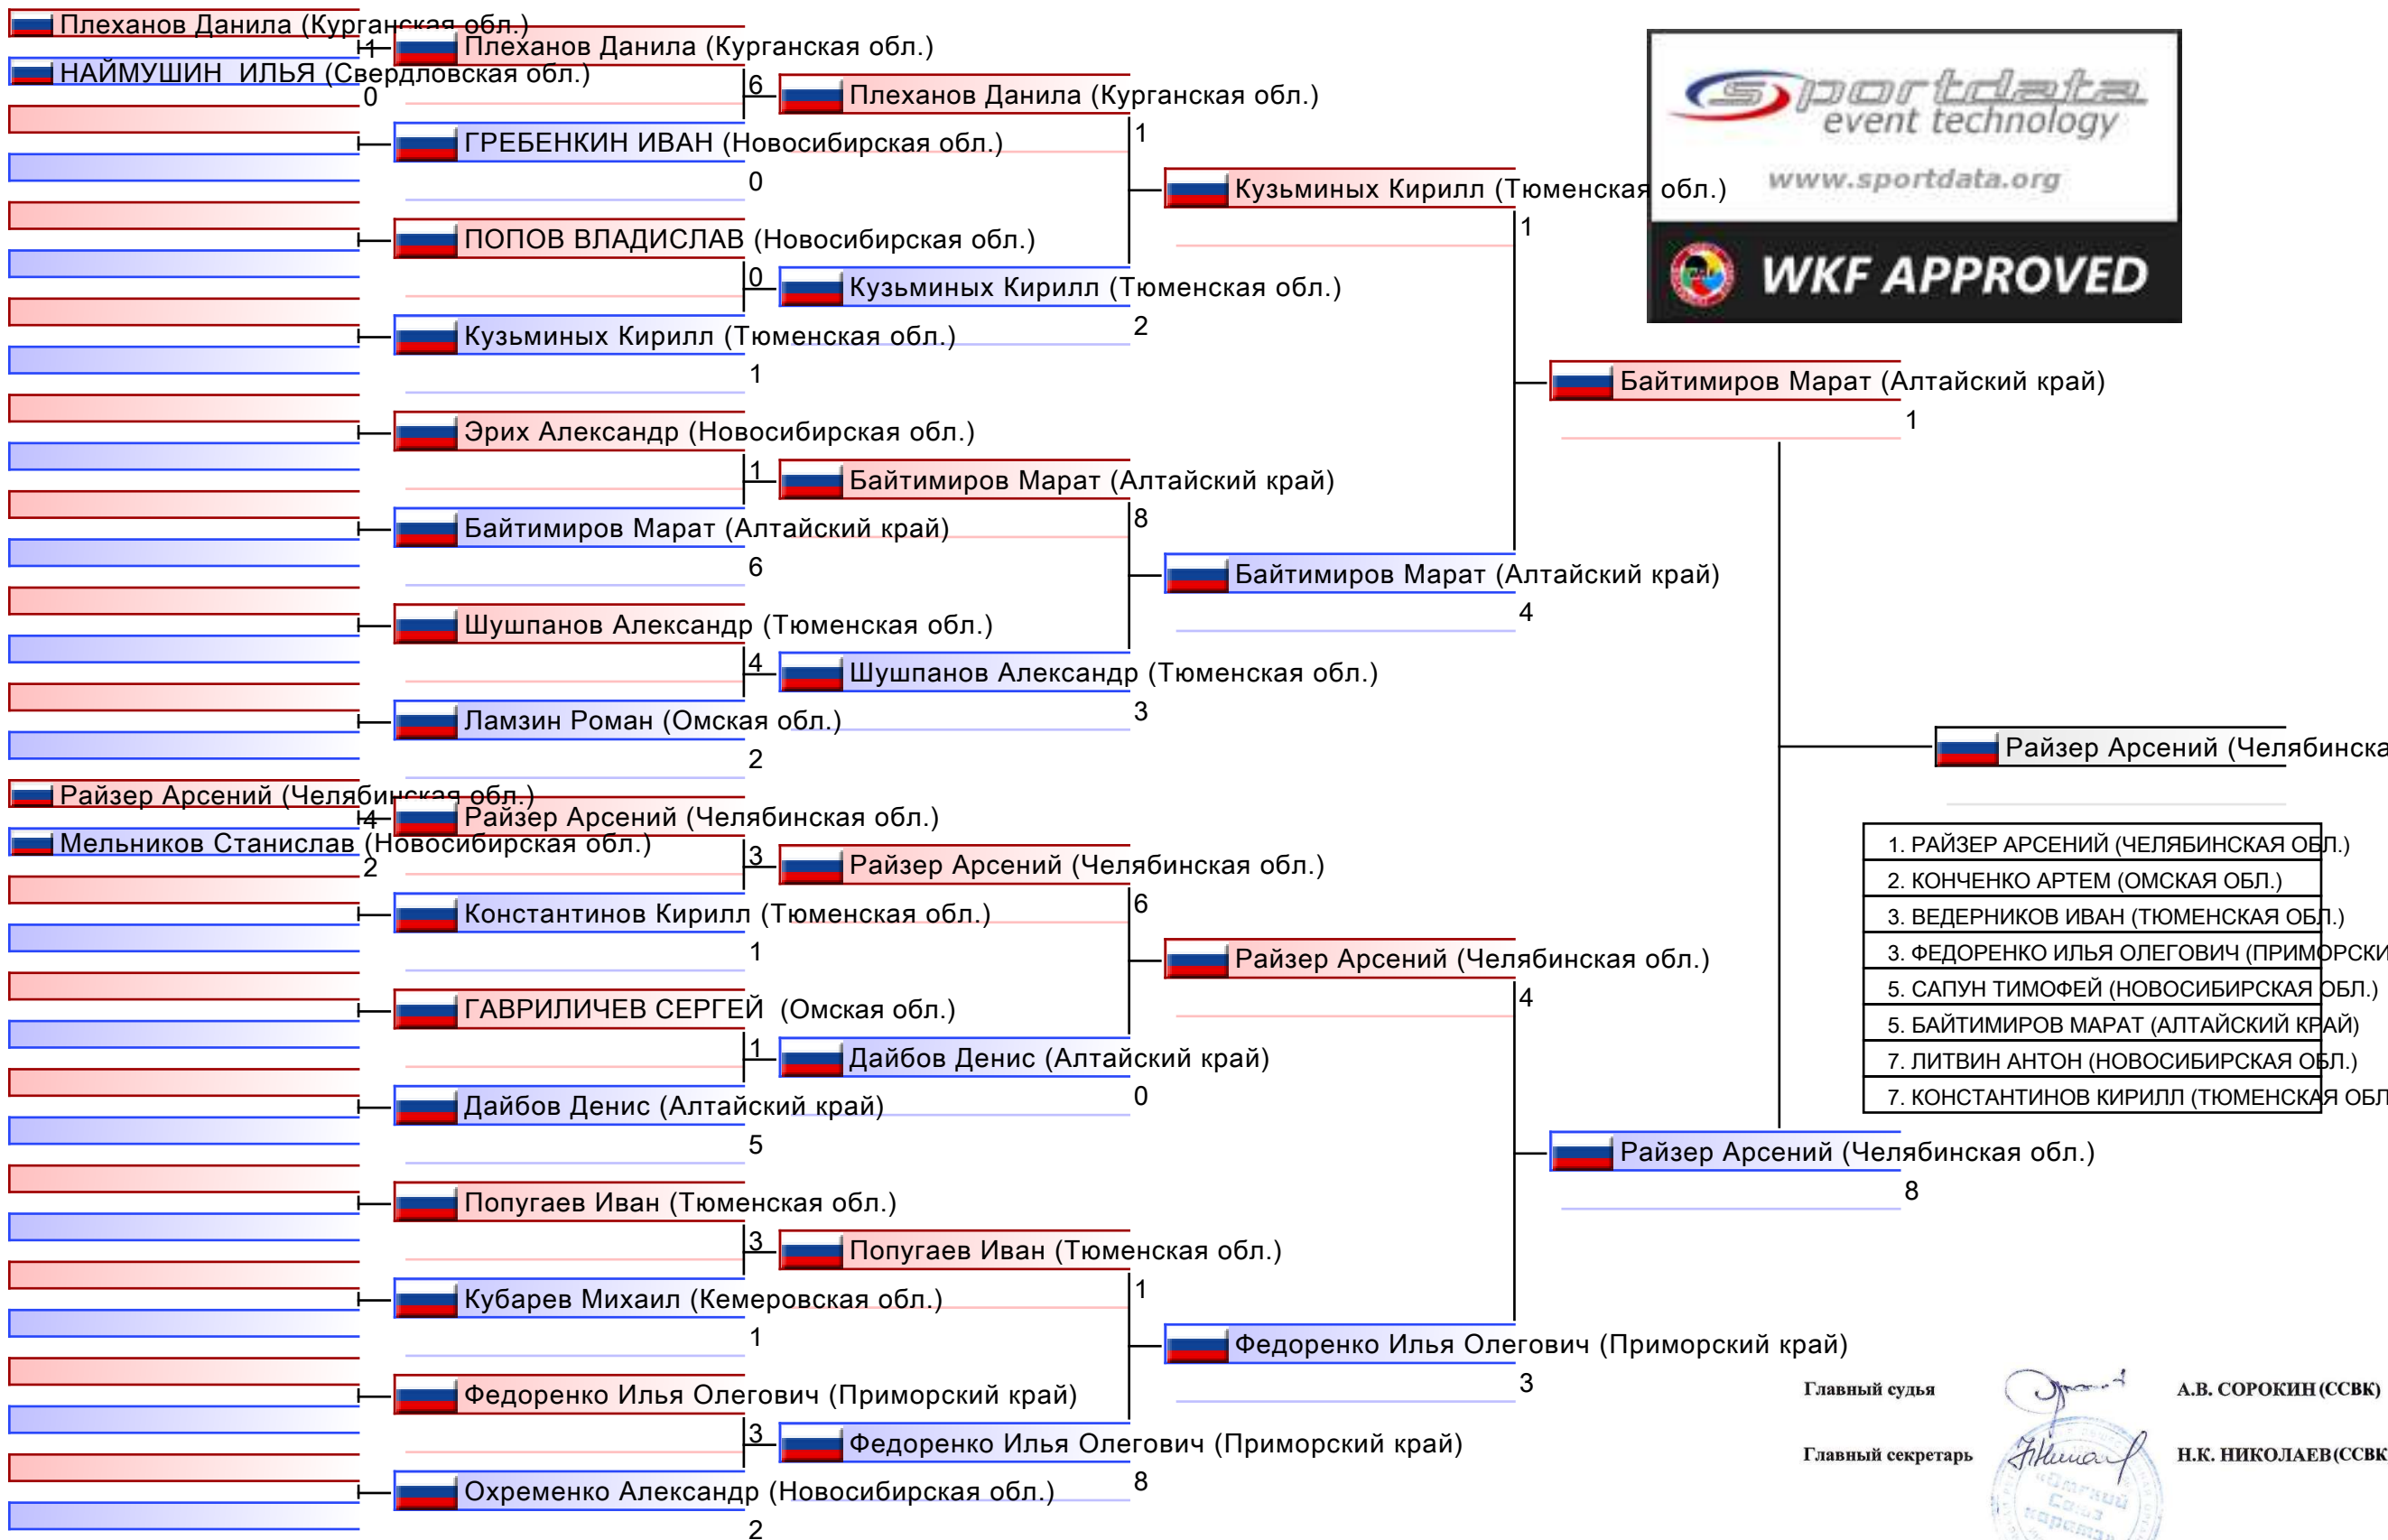 Плеханов Данила (Курганская обл.)
1
НАЙМУШИН ИЛЬЯ (Свердловская обл.)
0
Райзер Арсений (Челябинская обл.)
4
Мельников Станислав (Новосибирская обл.)
2
Плеханов Данила (Курганская обл.)
6
ГРЕБЕНКИН ИВАН (Новосибирская обл.)
0
ПОПОВ ВЛАДИСЛАВ (Новосибирская обл.)
0
Кузьминых Кирилл (Тюменская обл.)
1
Эрих Александр (Новосибирская обл.)
1
Байтимиров Марат (Алтайский край)
6
Шушпанов Александр (Тюменская обл.)
4
Ламзин Роман (Омская обл.)
2
Райзер Арсений (Челябинская обл.)
3
Константинов Кирилл (Тюменская обл.)
1
ГАВРИЛИЧЕВ СЕРГЕЙ (Омская обл.)
1
Дайбов Денис (Алтайский край)
5
Попугаев Иван (Тюменская обл.)
3
Кубарев Михаил (Кемеровская обл.)
1
Федоренко Илья Олегович (Приморский край)
3
Охременко Александр (Новосибирская обл.)
2
Плеханов Данила (Курганская обл.)
1
Кузьминых Кирилл (Тюменская обл.)
2
Байтимиров Марат (Алтайский край)
8
Шушпанов Александр (Тюменская обл.)
3
Райзер Арсений (Челябинская обл.)
6
Дайбов Денис (Алтайский край)
0
Попугаев Иван (Тюменская обл.)
1
Федоренко Илья Олегович (Приморский край)
8
Кузьминых Кирилл (Тюменская обл.)
1
Байтимиров Марат (Алтайский край)
4
Райзер Арсений (Челябинская обл.)
4
Федоренко Илья Олегович (Приморский край)
3
Байтимиров Марат (Алтайский край)
1
Райзер Арсений (Челябинская обл.)
8
Райзер Арсений (Челябинска
sportdata
event technology
www.sportdata.org
WKF APPROVED
1. РАЙЗЕР АРСЕНИЙ (ЧЕЛЯБИНСКАЯ ОБЛ.)
2. КОНЧЕНКО АРТЕМ (ОМСКАЯ ОБЛ.)
3. ВЕДЕРНИКОВ ИВАН (ТЮМЕНСКАЯ ОБЛ.)
3. ФЕДОРЕНКО ИЛЬЯ ОЛЕГОВИЧ (ПРИМОРСКИ
5. САПУН ТИМОФЕЙ (НОВОСИБИРСКАЯ ОБЛ.)
5. БАЙТИМИРОВ МАРАТ (АЛТАЙСКИЙ КРАЙ)
7. ЛИТВИН АНТОН (НОВОСИБИРСКАЯ ОБЛ.)
7. КОНСТАНТИНОВ КИРИЛЛ (ТЮМЕНСКАЯ ОБЛ
Главный судья А.В. СОРОКИН (ССВК)
Главный секретарь Н.К. НИКОЛАЕВ (ССВК
"Омский
Союз
каратэ